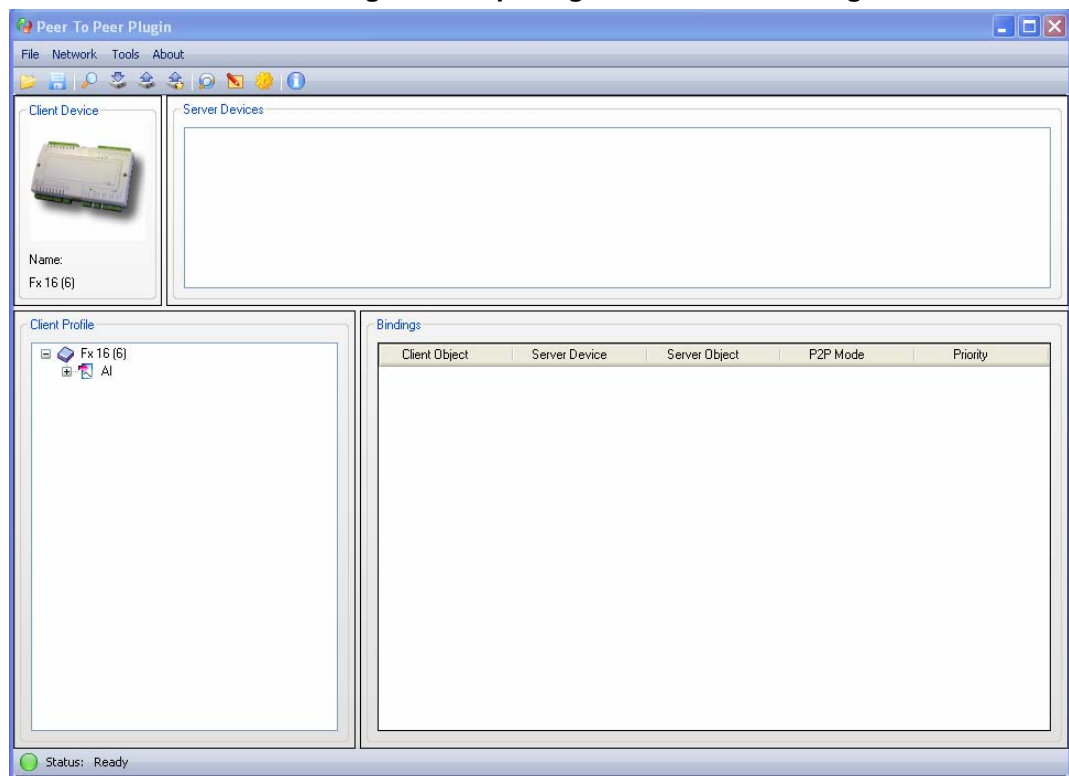 Peer To Peer Plugin
File Network Tools About
Client Device
Server Devices
Name:
Fx 16 (6)
Client Profile
Fx 16 (6)
AI
Bindings
Client Object Server Device Server Object P2P Mode Priority
Status: Ready